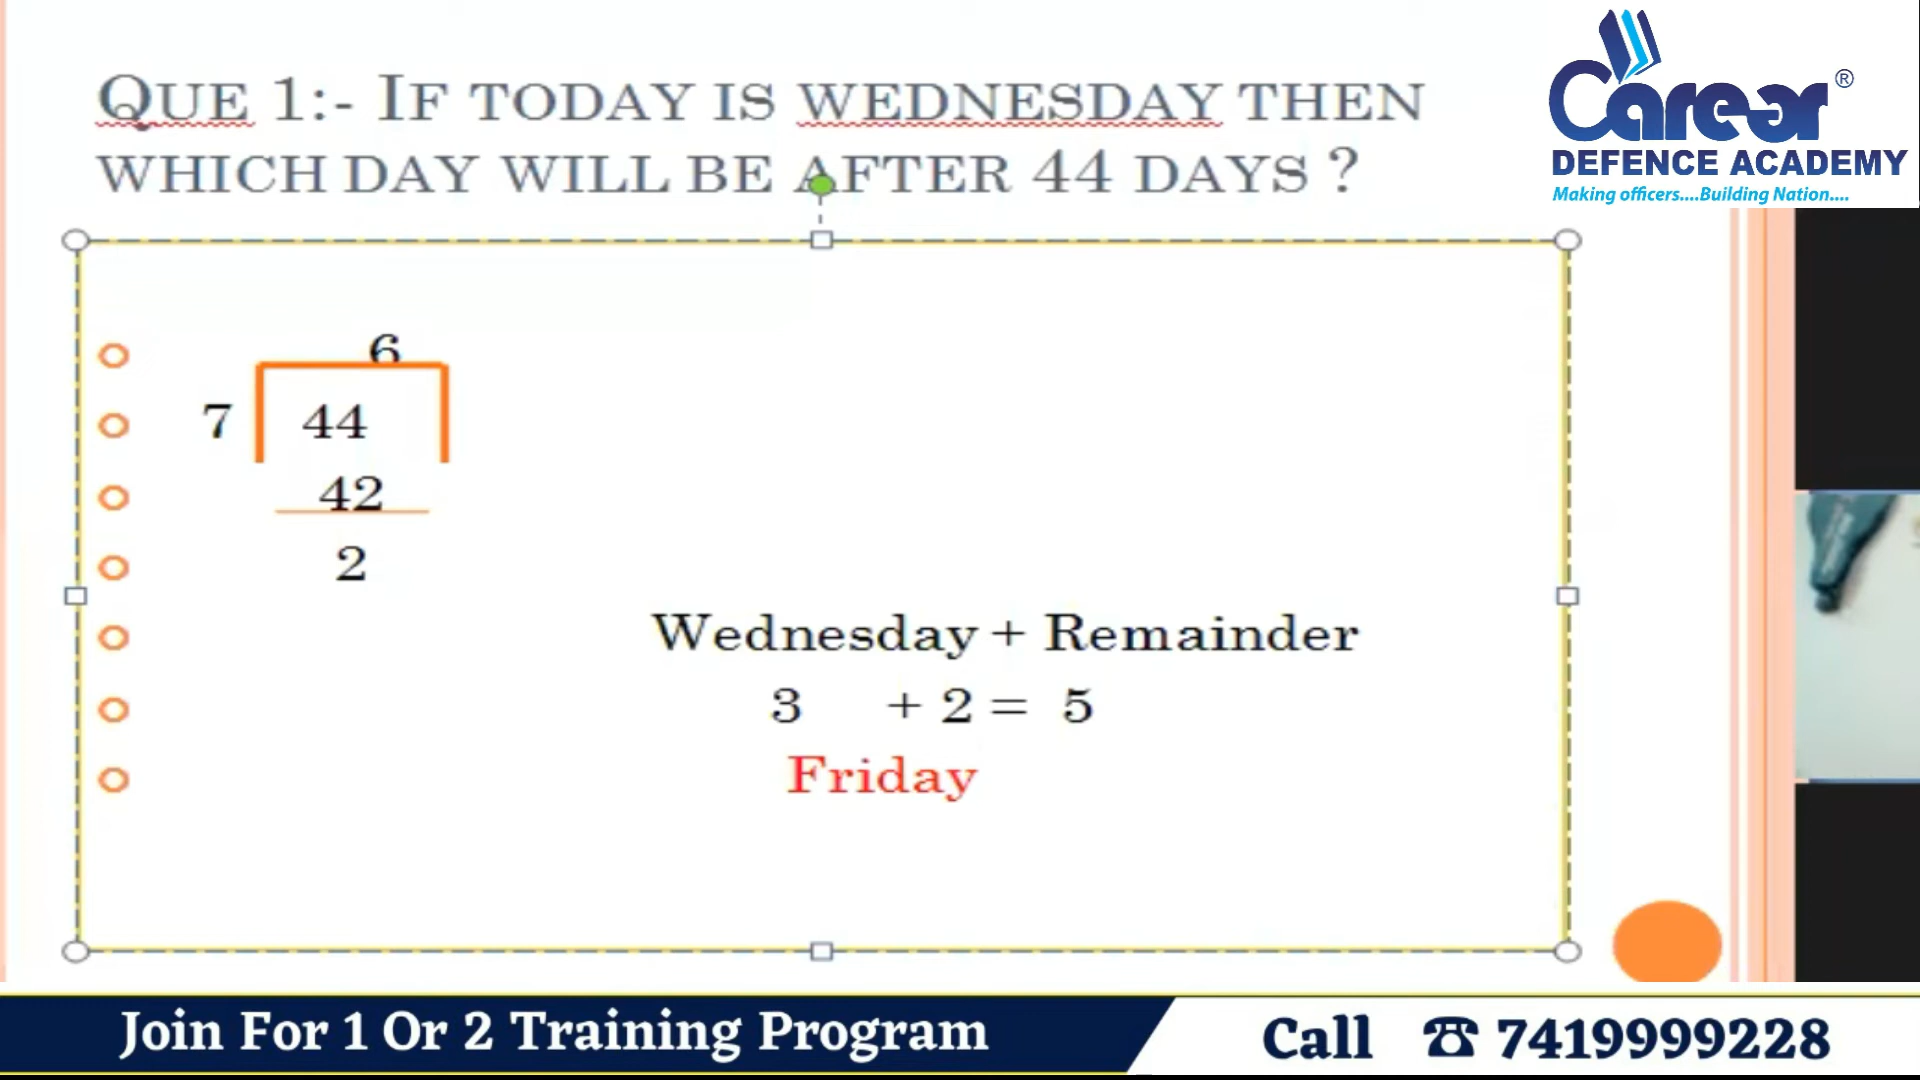 QUE 1:- IF TODAY IS WEDNESDAY THEN
WHICH DAY WILL BE AFTER 44 DAYS ?
Career®
DEFENCE ACADEMY
Making officers....Building Nation....
6
7 44
42
2
Wednesday + Remainder
3 + 2 = 5
Friday
Join For 1 Or 2 Training Program
Call ☎ 7419999228